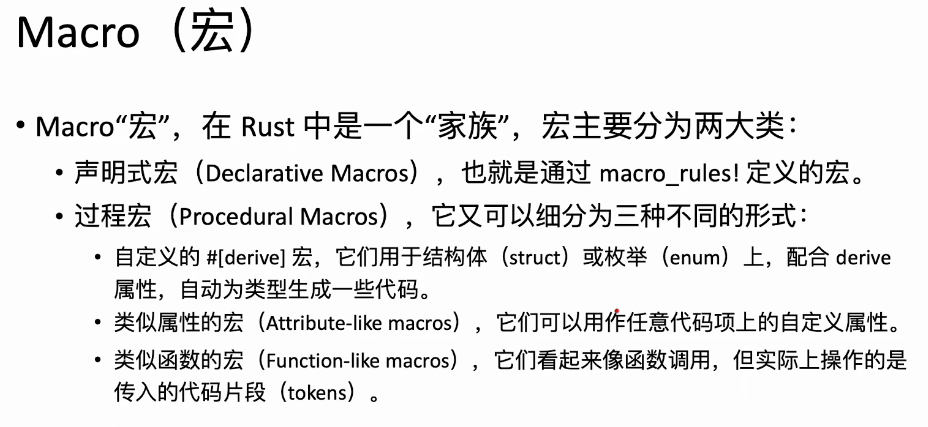 Macro（宏）
• Macro“宏”，在 Rust 中是一个“家族”，宏主要分为两大类：
• 声明式宏（Declarative Macros），也就是通过 macro_rules! 定义的宏。
• 过程宏（Procedural Macros），它又可以细分为三种不同的形式：
• 自定义的 #[derive] 宏，它们用于结构体（struct）或枚举（enum）上，配合 derive
属性，自动为类型生成一些代码。
• 类似属性的宏（Attribute-like macros），它们可以用作任意代码项上的自定义属性。
• 类似函数的宏（Function-like macros），它们看起来像函数调用，但实际上操作的是
传入的代码片段（tokens）。